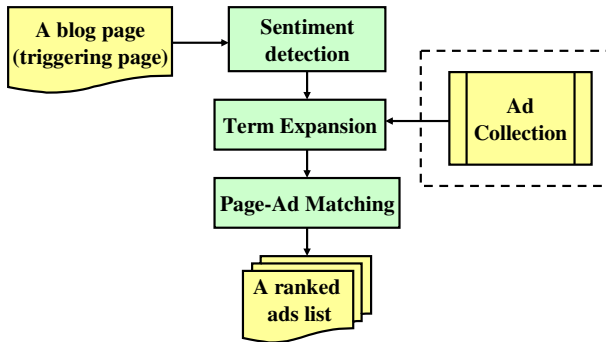 A blog page
(triggering page)
Sentiment
detection
Ad
Collection
Term Expansion
Page-Ad Matching
A ranked
ads list